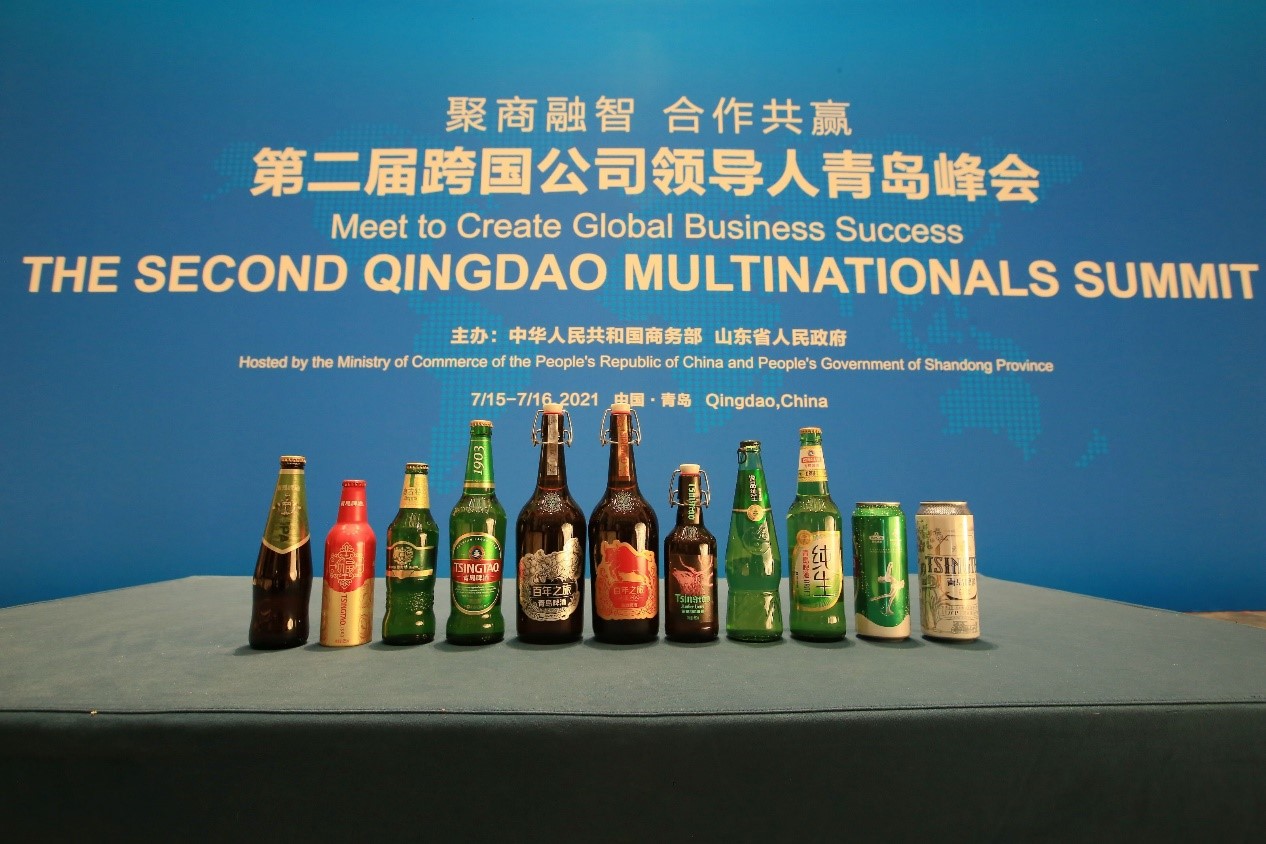 聚商融智 合作共赢
第二届跨国公司领导人青岛峰会
Meet to Create Global Business Success
THE SECOND QINGDAO MULTINATIONALS SUMMIT
主办：中华人民共和国商务部 山东省人民政府
Hosted by the Ministry of Commerce of the People's Republic of China and People's Government of Shandong Province
7/15-7/16 2021 中国·青岛 Qingdao,China
1903
青岛啤酒
TSINGTAO
TSINGTAO
青岛啤酒
百年之旅
青岛啤酒
百年之旅
Tsingtao
Tsingtao
纯生